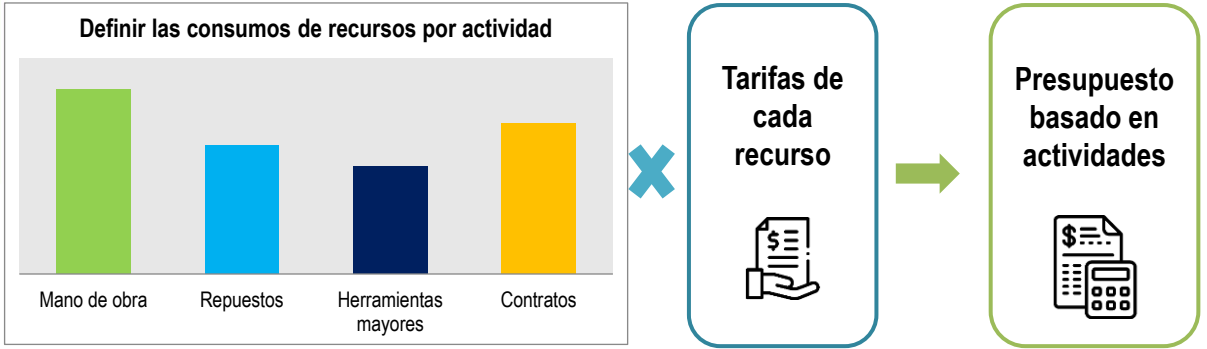 Definir las consumos de recursos por actividad
Mano de obra
Repuestos
Herramientas
mayores
Contratos
Tarifas de
cada
recurso
$
Presupuesto
basado en
actividades
$